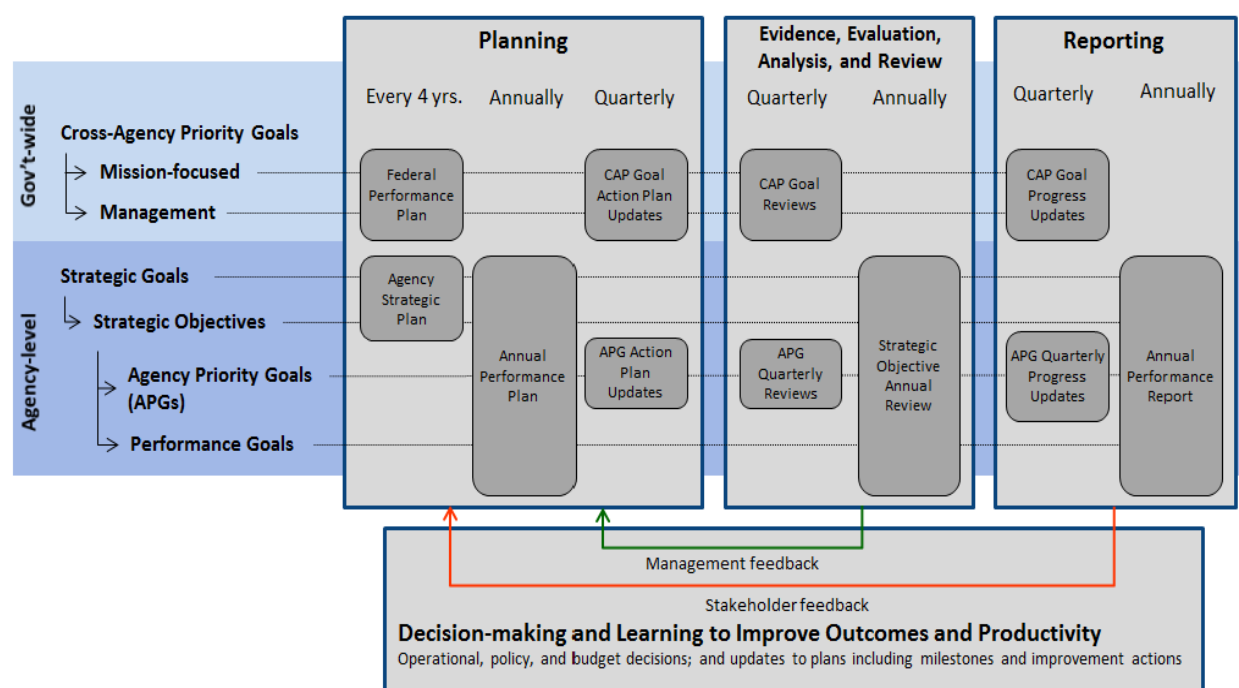 Planning
Evidence, Evaluation,
Analysis, and Review
Reporting
Every 4 yrs.
Annually
Quarterly
Quarterly
Annually
Quarterly
Annually
Gov't-wide
Cross-Agency Priority Goals
Mission-focused
Management
Federal
Performance
Plan
CAP Goal
Action Plan
Updates
CAP Goal
Reviews
CAP Goal
Progress
Updates
Agency-level
Strategic Goals
Strategic Objectives
Agency Priority Goals
(APGs)
Performance Goals
Agency
Strategic
Plan
Annual
Performance
Plan
APG Action
Plan
Updates
APG
Quarterly
Reviews
Strategic
Objective
Annual
Review
APG Quarterly
Progress
Updates
Annual
Performance
Report
Management feedback
Stakeholder feedback
Decision-making and Learning to Improve Outcomes and Productivity
Operational, policy, and budget decisions; and updates to plans including milestones and improvement actions